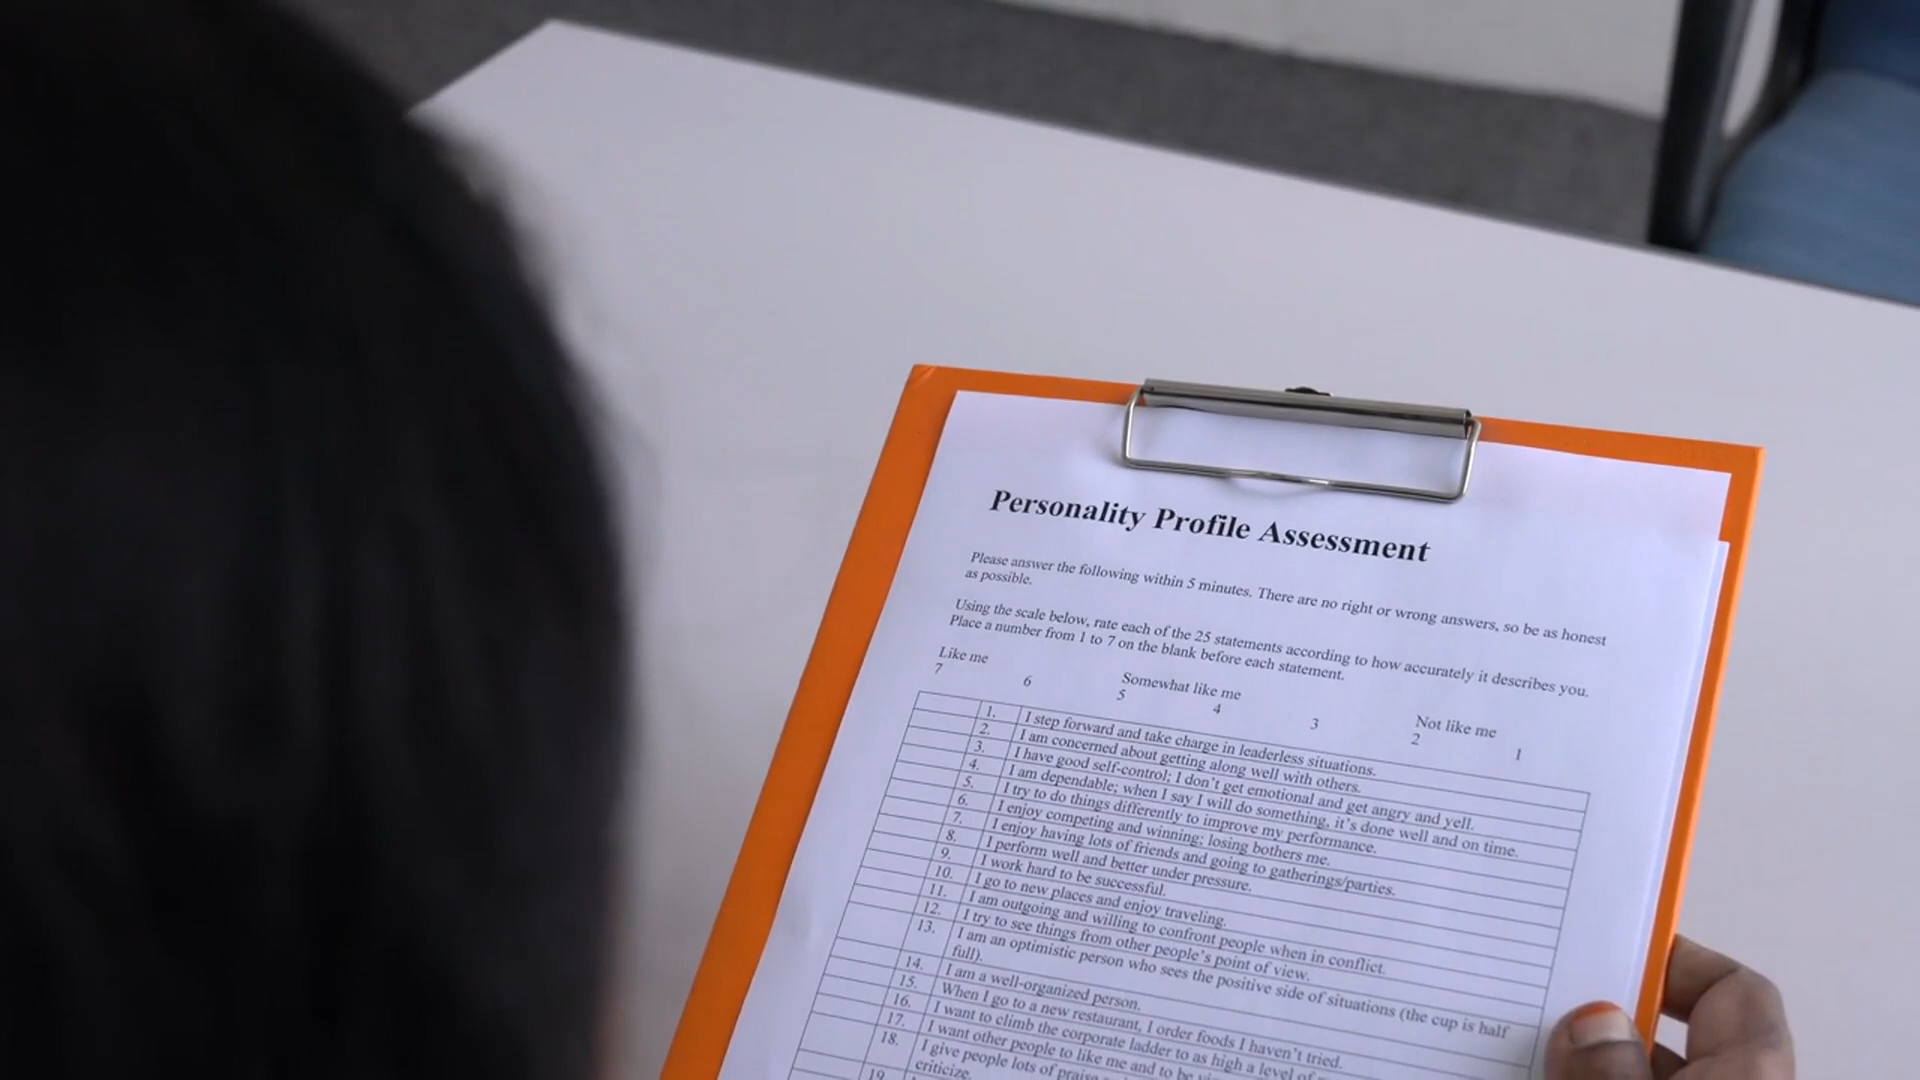 Personality Profile Assessment
Please answer the following within 5 minutes. There are no right or wrong answers, so be as honest
as possible.
Using the scale below, rate each of the 25 statements according to how accurately it describes you.
Place a number from 1 to 7 on the blank before each statement.
Like me Somewhat like me Not like me
7 6 5 4 3 2 1
1. I step forward and take charge in leaderless situations.
2. I am concerned about getting along well with others.
3. I have good self-control; I don't get emotional and get angry and yell.
4. I am dependable; when I say I will do something, it's done well and on time.
5. I try to do things differently to improve my performance.
6. I enjoy competing and winning; losing bothers me.
7. I enjoy having lots of friends and going to gatherings/parties.
8. I perform well and better under pressure.
9. I work hard to be successful.
10. I go to new places and enjoy traveling.
11. I am outgoing and willing to confront people when in conflict.
12. I try to see things from other people's point of view.
13. I am an optimistic person who sees the positive side of situations (the cup is half
full).
14. I am a well-organized person.
15. When I go to a new restaurant, I order foods I haven't tried.
16. I want to climb the corporate ladder to as high a level of
17. I want other people to like me and to be
18. I give people lots of praise
criticize.
19.